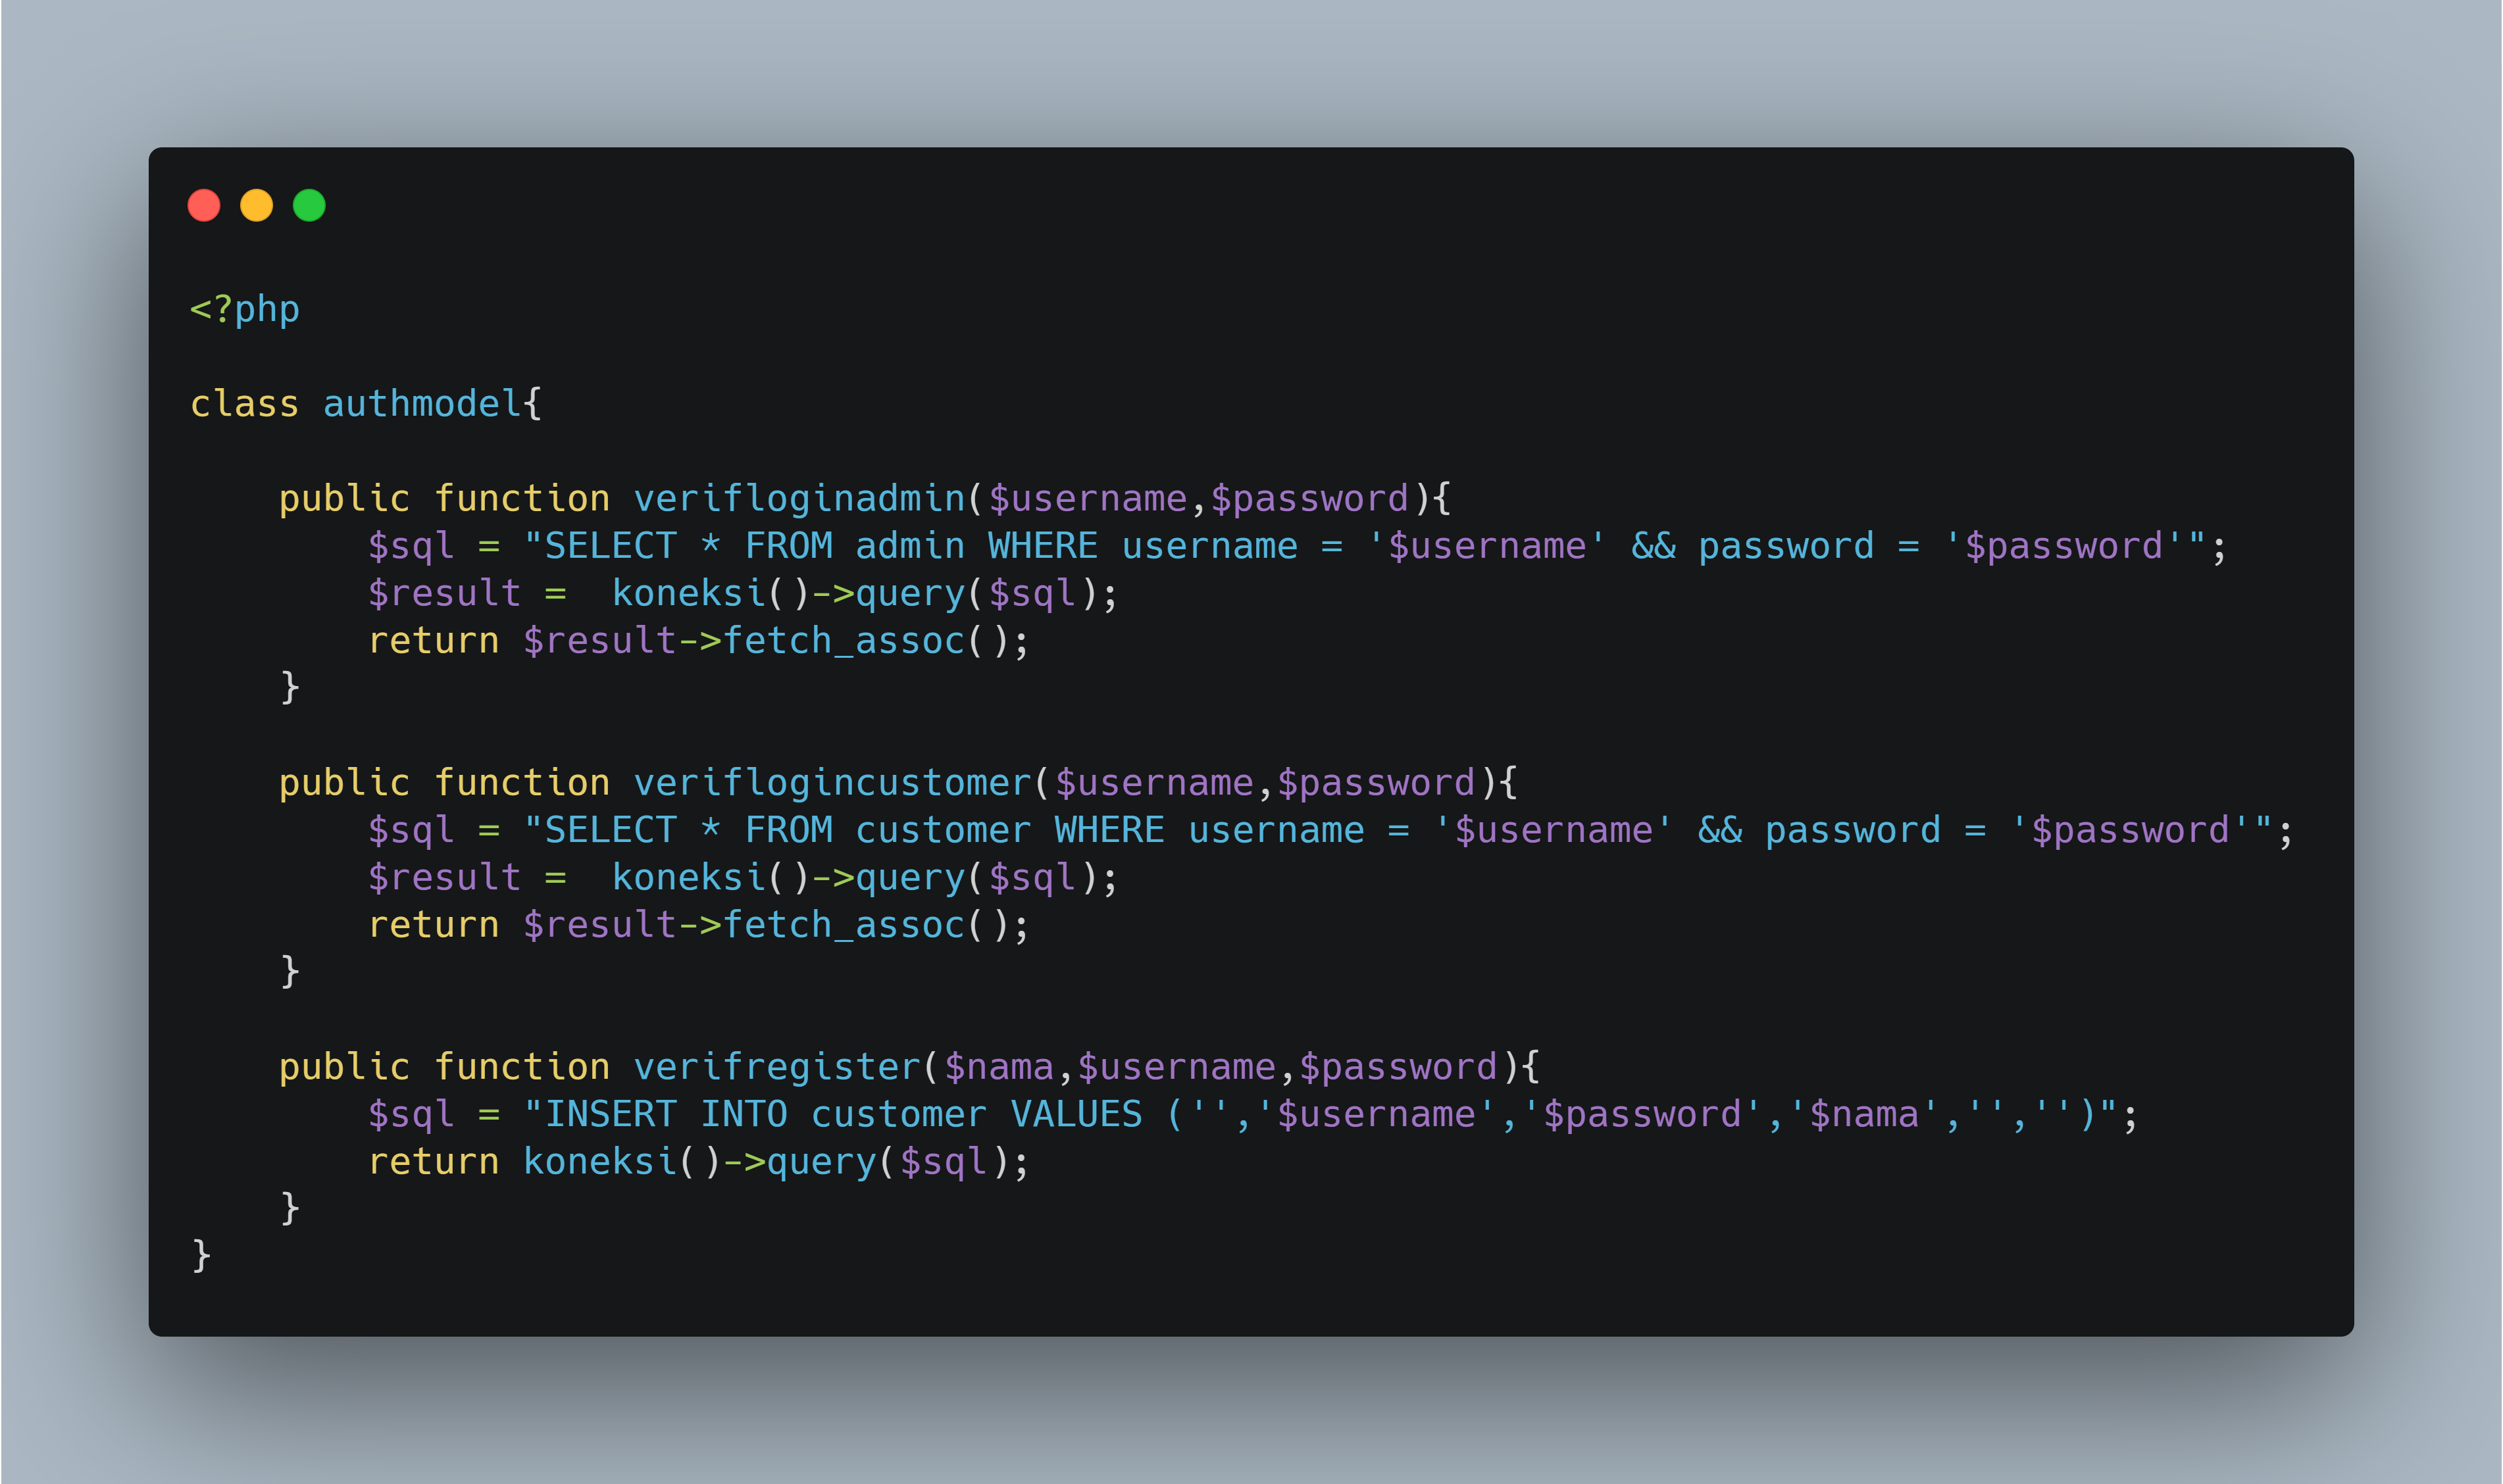 <?php
class authmodel{
    public function verifloginadmin($username,$password){
        $sql = "SELECT * FROM admin WHERE username = '$username' && password = '$password'";
        $result =  koneksi()->query($sql);
        return $result->fetch_assoc();
    }
    public function veriflogincustomer($username,$password){
        $sql = "SELECT * FROM customer WHERE username = '$username' && password = '$password'";
        $result =  koneksi()->query($sql);
        return $result->fetch_assoc();
    }
    public function verifregister($nama,$username,$password){
        $sql = "INSERT INTO customer VALUES ('','$username','$password','$nama','','')";
        return koneksi()->query($sql);
    }
}